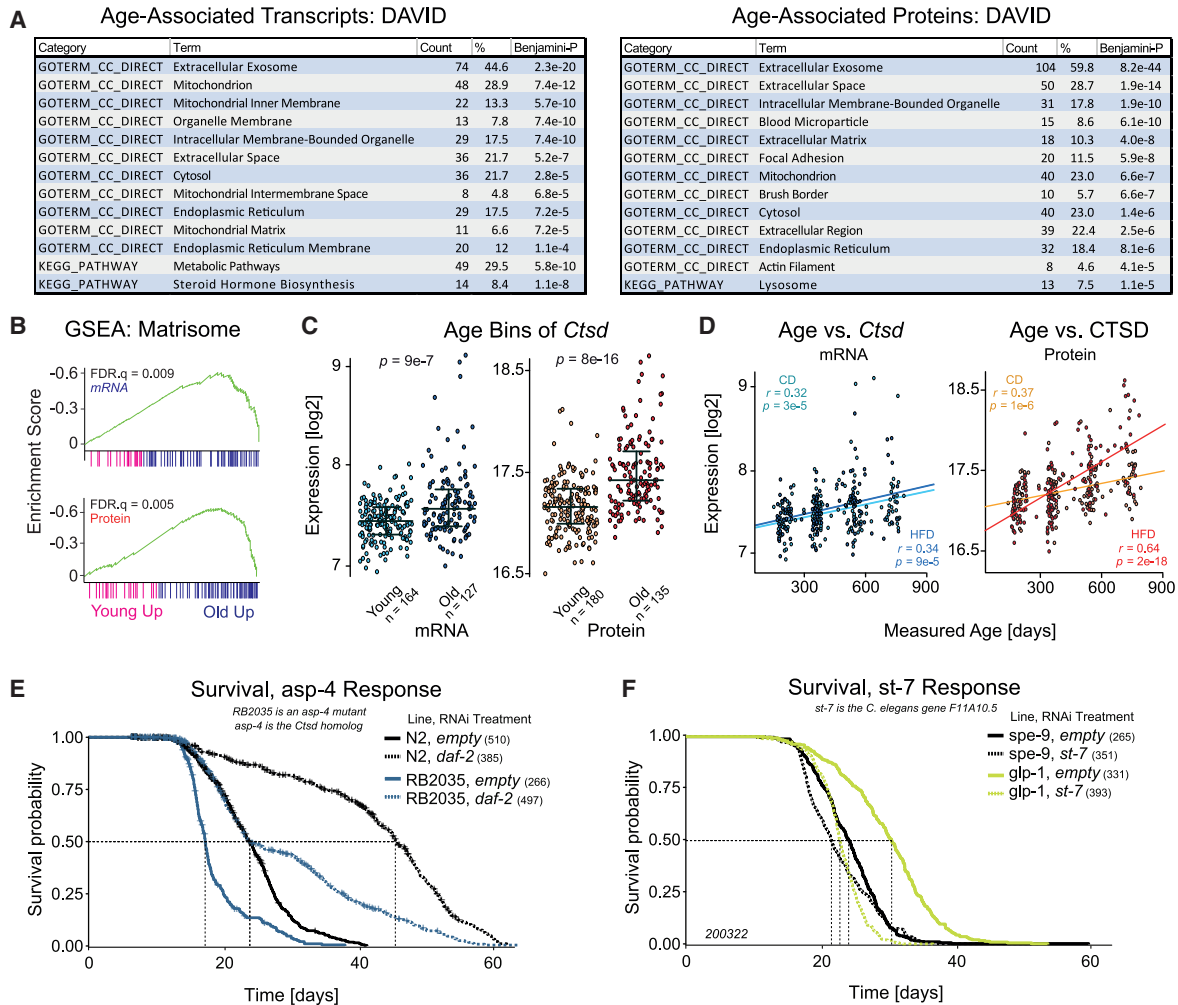 A
Age-Associated Transcripts: DAVID
Category Term Count % Benjamini-P
GOTERM_CC_DIRECT Extracellular Exosome 74 44.6 2.3e-20
GOTERM_CC_DIRECT Mitochondrion 48 28.9 7.4e-12
GOTERM_CC_DIRECT Mitochondrial Inner Membrane 22 13.3 5.7e-10
GOTERM_CC_DIRECT Organelle Membrane 13 7.8 7.4e-10
GOTERM_CC_DIRECT Intracellular Membrane-Bounded Organelle 29 17.5 7.4e-10
GOTERM_CC_DIRECT Extracellular Space 36 21.7 5.2e-7
GOTERM_CC_DIRECT Cytosol 36 21.7 2.8e-5
GOTERM_CC_DIRECT Mitochondrial Intermembrane Space 8 4.8 6.8e-5
GOTERM_CC_DIRECT Endoplasmic Reticulum 29 17.5 7.2e-5
GOTERM_CC_DIRECT Mitochondrial Matrix 11 6.6 7.2e-5
GOTERM_CC_DIRECT Endoplasmic Reticulum Membrane 20 12 1.1e-4
KEGG_PATHWAY Metabolic Pathways 49 29.5 5.8e-10
KEGG_PATHWAY Steroid Hormone Biosynthesis 14 8.4 1.1e-8
Age-Associated Proteins: DAVID
Category Term Count % Benjamini-P
GOTERM_CC_DIRECT Extracellular Exosome 104 59.8 8.2e-44
GOTERM_CC_DIRECT Extracellular Space 50 28.7 1.9e-14
GOTERM_CC_DIRECT Intracellular Membrane-Bounded Organelle 31 17.8 1.9e-10
GOTERM_CC_DIRECT Blood Microparticle 15 8.6 6.1e-10
GOTERM_CC_DIRECT Extracellular Matrix 18 10.3 4.0e-8
GOTERM_CC_DIRECT Focal Adhesion 20 11.5 5.9e-8
GOTERM_CC_DIRECT Mitochondrion 40 23.0 6.6e-7
GOTERM_CC_DIRECT Brush Border 10 5.7 6.6e-7
GOTERM_CC_DIRECT Cytosol 40 23.0 1.4e-6
GOTERM_CC_DIRECT Extracellular Region 39 22.4 2.5e-6
GOTERM_CC_DIRECT Endoplasmic Reticulum 32 18.4 8.1e-6
GOTERM_CC_DIRECT Actin Filament 8 4.6 4.1e-5
KEGG_PATHWAY Lysosome 13 7.5 1.1e-5
B
GSEA: Matrisome
Enrichment Score
-0.6
-0.3
0
FDR.q = 0.009
mRNA
-0.6
-0.3
0
FDR.q = 0.005
Protein
Young Up Old Up
C
Age Bins of Ctsd
Expression [log2]
9
8
7
p = 9e-7
Young
n = 164
Old
n = 127
mRNA
18.5
17.5
16.5
p = 8e-16
Young
n = 180
Old
n = 135
Protein
D
Age vs. Ctsd
mRNA
Expression [log2]
9
8
7
CD
r = 0.32
p = 3e-5
HFD
r = 0.34
p = 9e-5
300 600 900
Age vs. CTSD
Protein
18.5
17.5
16.5
CD
r = 0.37
p = 1e-6
HFD
r = 0.64
p = 2e-18
300 600 900
Measured Age [days]
E
Survival, asp-4 Response
RB2035 is an asp-4 mutant
asp-4 is the Ctsd homolog
Line, RNAi Treatment
N2, empty (510)
N2, daf-2 (385)
RB2035, empty (266)
RB2035, daf-2 (497)
Survival probability
1.00
0.75
0.50
0.25
0.00
0 20 40 60
Time [days]
F
Survival, st-7 Response
st-7 is the C. elegans gene F11A10.5
Line, RNAi Treatment
spe-9, empty (265)
spe-9, st-7 (351)
glp-1, empty (331)
glp-1, st-7 (393)
Survival probability
1.00
0.75
0.50
0.25
0.00
200322
0 20 40 60
Time [days]